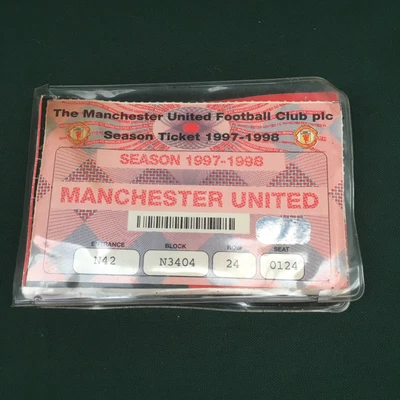 The Manchester United Football Club plc
Season Ticket 1997-1998
SEASON 1997-1998
MANCHESTER UNITED
ENTRANCE BLOCK ROW SEAT
N42 N3404 24 0124